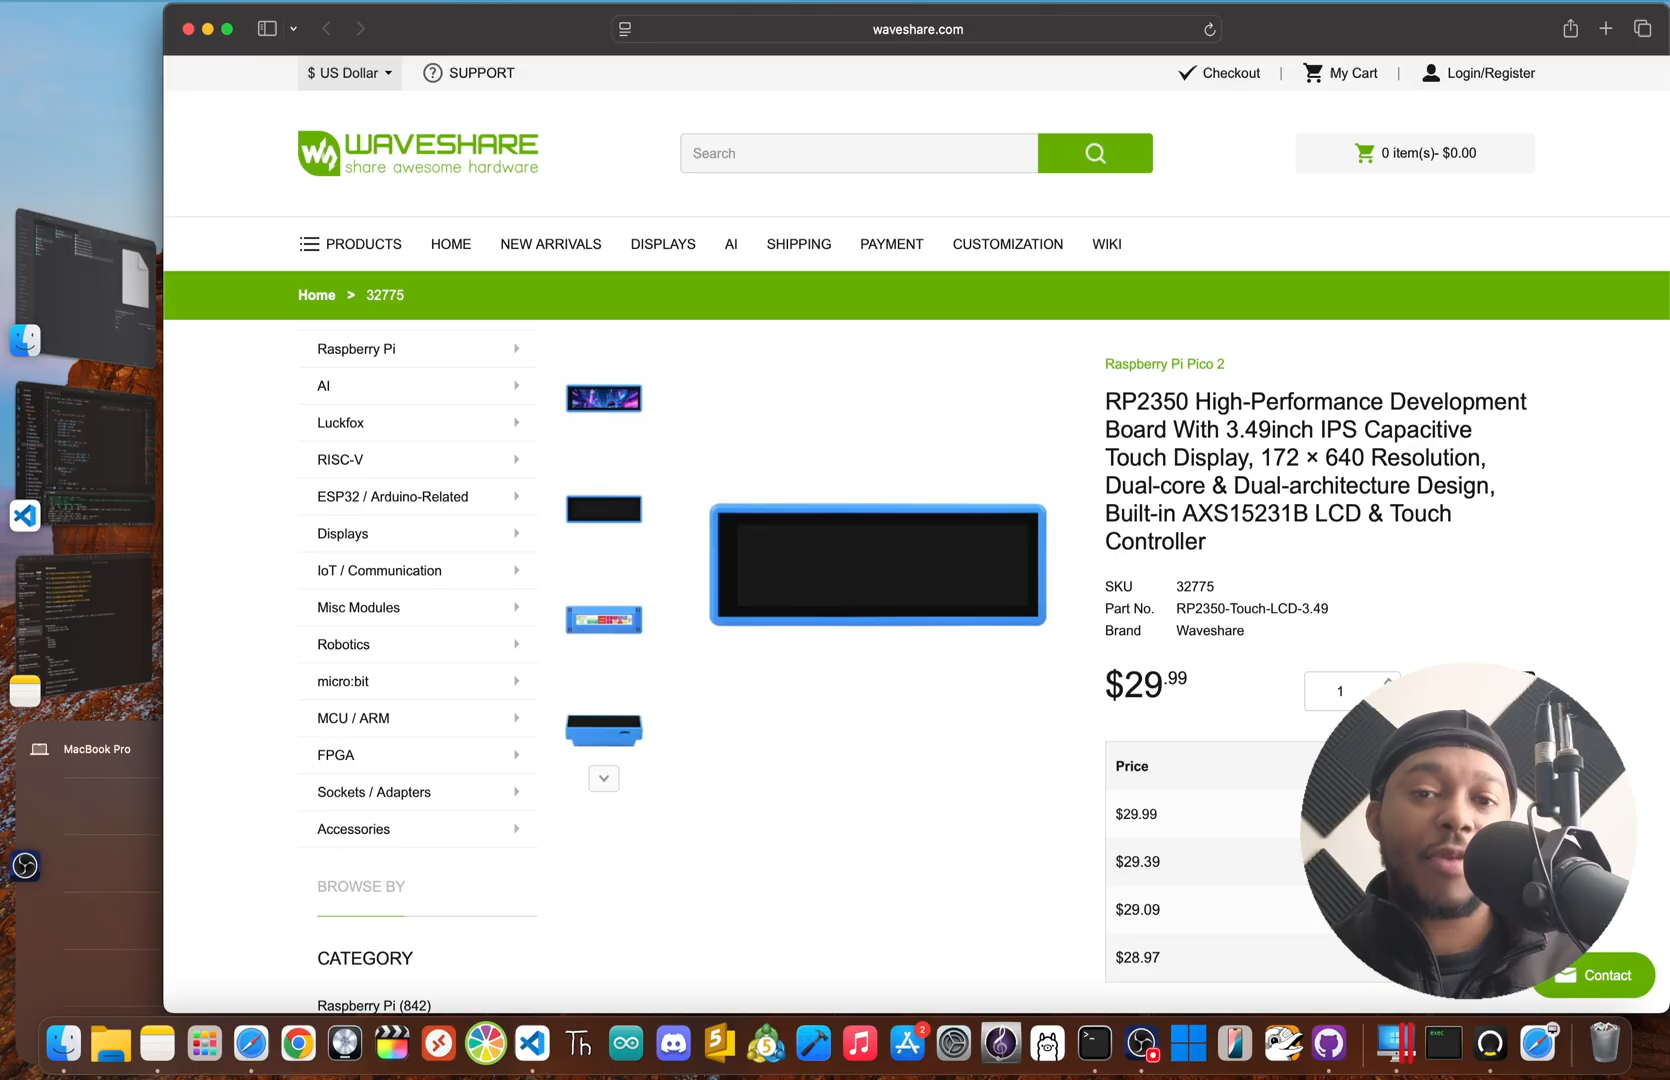 waveshare.com
$ US Dollar
SUPPORT
Checkout | My Cart | Login/Register
WAVESHARE
share awesome hardware
Search
0 item(s)- $0.00
PRODUCTS HOME NEW ARRIVALS DISPLAYS AI SHIPPING PAYMENT CUSTOMIZATION WIKI
Home > 32775
Raspberry Pi
AI
Luckfox
RISC-V
ESP32 / Arduino-Related
Displays
IoT / Communication
Misc Modules
Robotics
micro:bit
MCU / ARM
FPGA
Sockets / Adapters
Accessories
BROWSE BY
CATEGORY
Raspberry Pi (842)
Raspberry Pi Pico 2
RP2350 High-Performance Development
Board With 3.49inch IPS Capacitive
Touch Display, 172 × 640 Resolution,
Dual-core & Dual-architecture Design,
Built-in AXS15231B LCD & Touch
Controller
SKU 32775
Part No. RP2350-Touch-LCD-3.49
Brand Waveshare
$29.99
1
Price
$29.99
$29.39
$29.09
$28.97
Contact
MacBook Pro
Th
5
5
2
exec